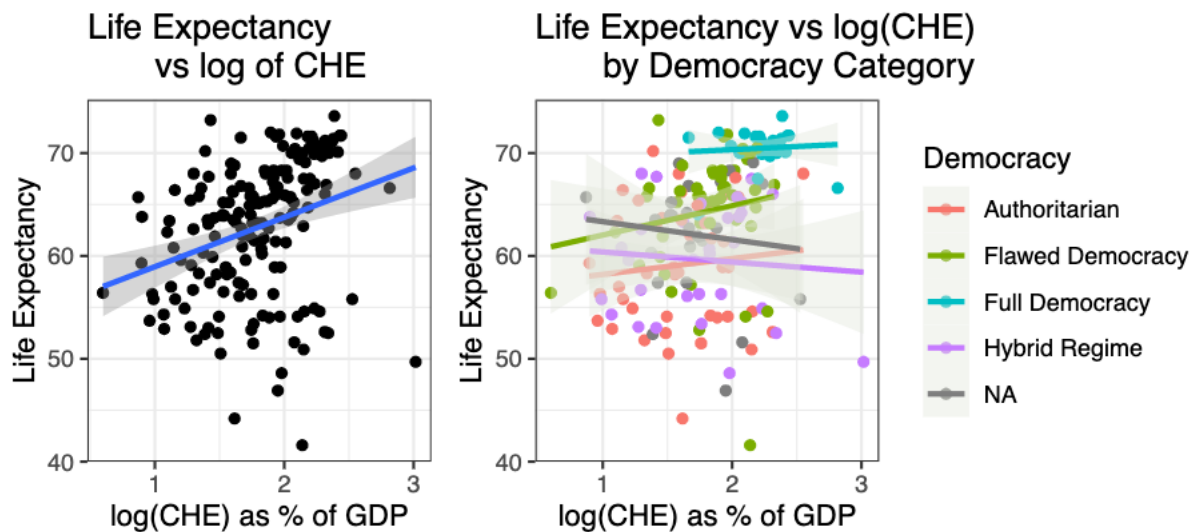 Life Expectancy
vs log of CHE
Life Expectancy
70
60
50
40
1 2 3
log(CHE) as % of GDP
Life Expectancy vs log(CHE)
by Democracy Category
Life Expectancy
70
60
50
40
1 2 3
log(CHE) as % of GDP
Democracy
Authoritarian
Flawed Democracy
Full Democracy
Hybrid Regime
NA